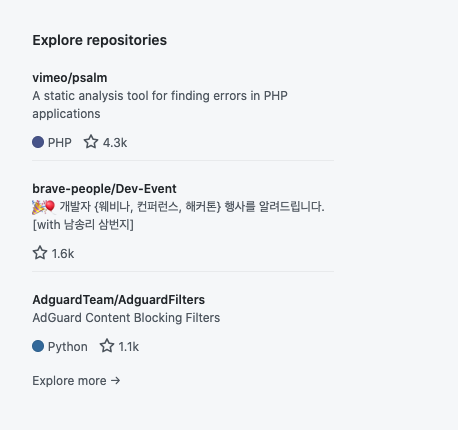 Explore repositories
vimeo/psalm
A static analysis tool for finding errors in PHP
applications
PHP 4.3k
brave-people/Dev-Event
🎉🎈 개발자 {웨비나, 컨퍼런스, 해커톤} 행사를 알려드립니다.
[with 남송리 삼번지]
1.6k
AdguardTeam/AdguardFilters
AdGuard Content Blocking Filters
Python 1.1k
Explore more →